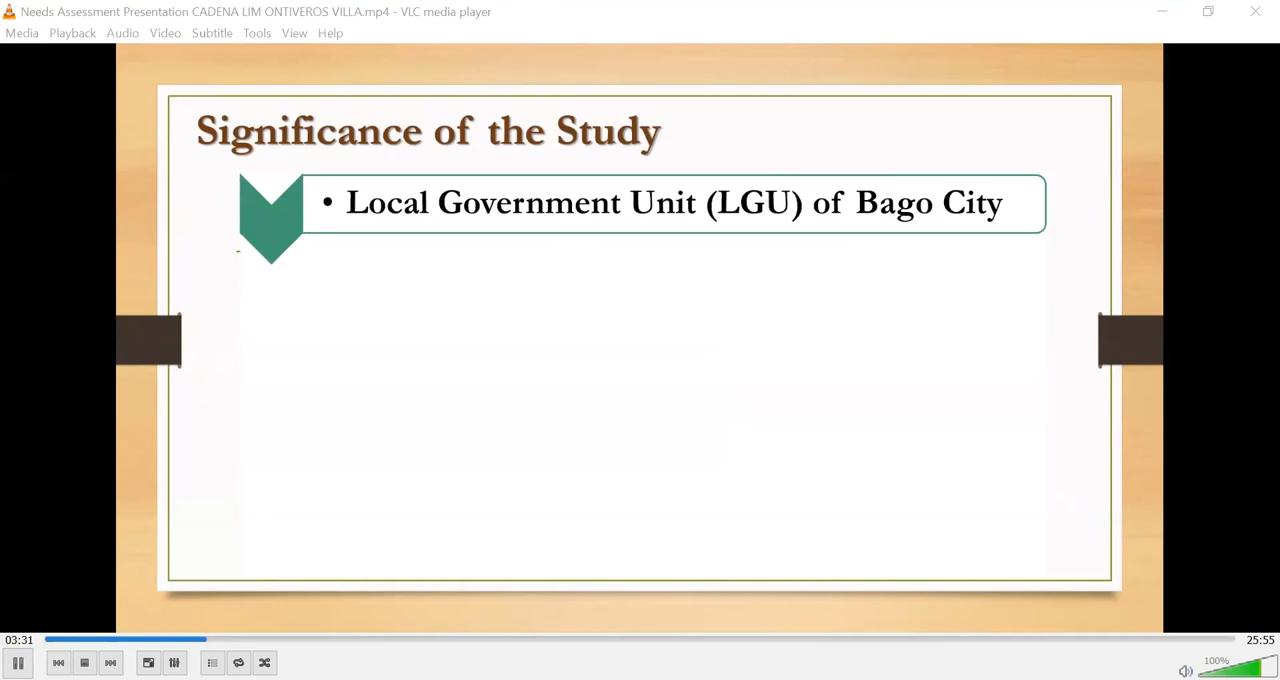 Needs Assessment Presentation CADENA LIM ONTIVEROS VILLA.mp4 - VLC media player
Media Playback Audio Video Subtitle Tools View Help
Significance of the Study
• Local Government Unit (LGU) of Bago City
03:31 25:55
100%